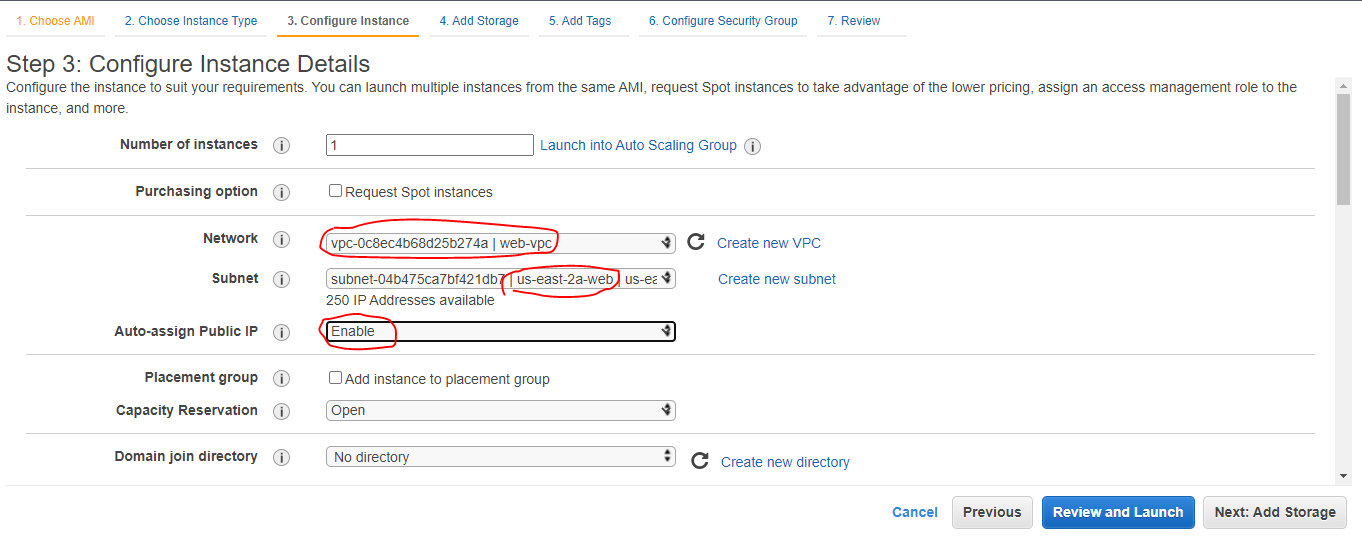 1. Choose AMI 2. Choose Instance Type 3. Configure Instance 4. Add Storage 5. Add Tags 6. Configure Security Group 7. Review
Step 3: Configure Instance Details
Configure the instance to suit your requirements. You can launch multiple instances from the same AMI, request Spot instances to take advantage of the lower pricing, assign an access management role to the
instance, and more.
Number of instances i 1 Launch into Auto Scaling Group i
Purchasing option i Request Spot instances
Network i vpc-0c8ec4b68d25b274a | web-vpc Create new VPC
Subnet i subnet-04b475ca7bf421db7 | us-east-2a-web | us-ea Create new subnet
250 IP Addresses available
Auto-assign Public IP i Enable
Placement group i Add instance to placement group
Capacity Reservation i Open
Domain join directory i No directory Create new directory
Cancel Previous Review and Launch Next: Add Storage